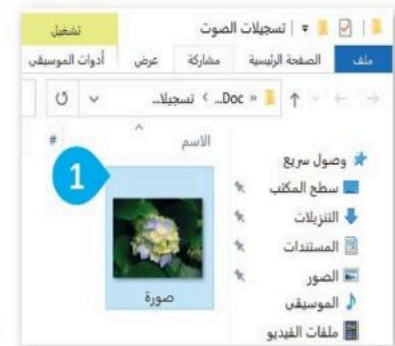 تسجيلات الصوت
تشغيل
ملف
الصفحة الرئيسية
مشاركة
عرض
أدوات الموسيقى
Doc... › تسجيلا... «
الاسم
#
1
صورة
وصول سريع
سطح المكتب
التنزيلات
المستندات
الصور
الموسيقى
ملفات الفيديو